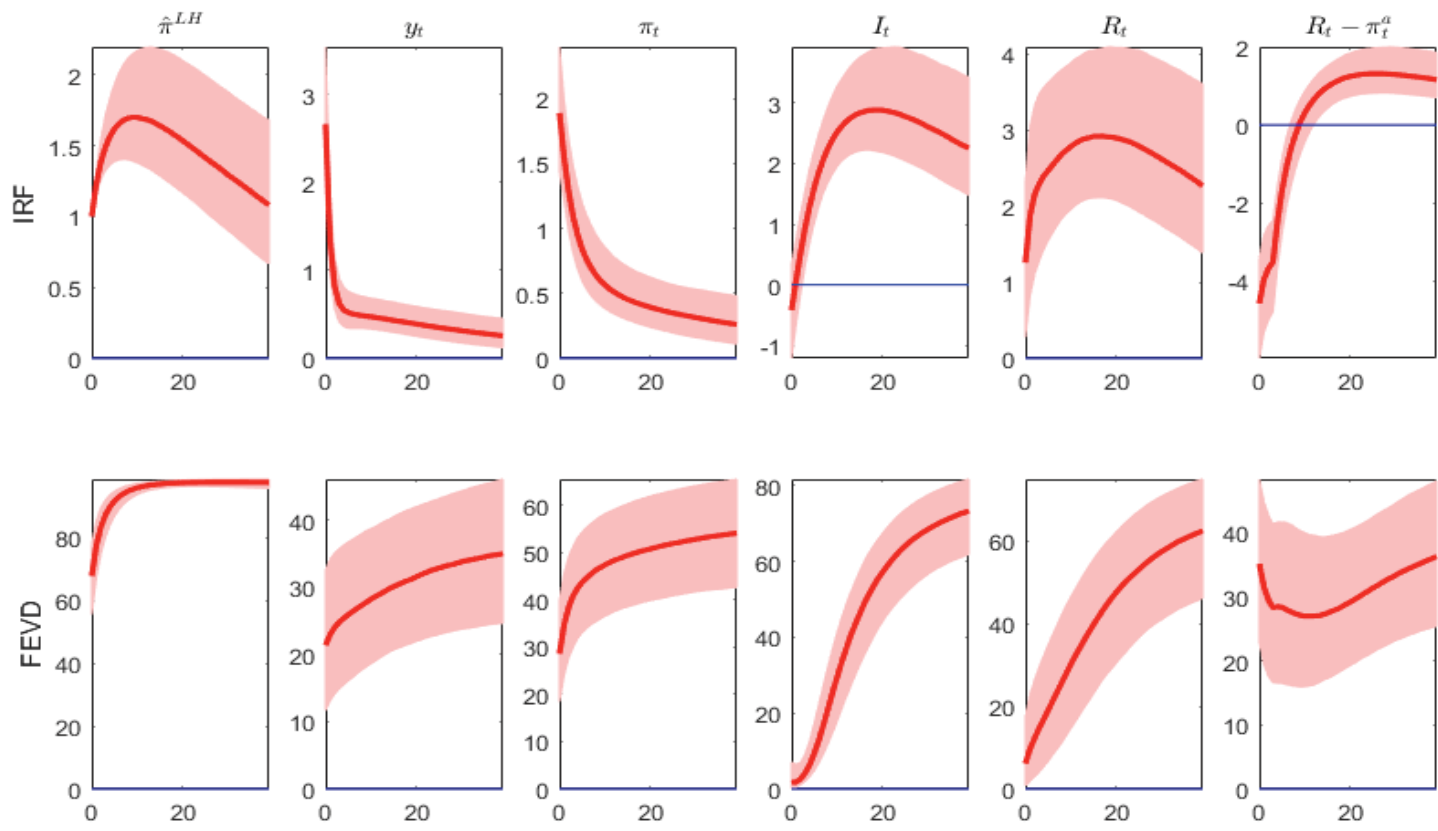 π̂^{LH} y_t π_t I_t R_t R_t − π_t^a
IRF
2 1.5 1 0.5 0
3 2 1 0
2 1.5 1 0.5 0
3 2 1 0 -1
4 3 2 1 0
2 0 -2 -4
0 20 0 20 0 20 0 20 0 20 0 20
FEVD
80 60 40 20 0
40 30 20 10 0
60 50 40 30 20 10 0
80 60 40 20 0
60 40 20 0
40 30 20 10 0
0 20 0 20 0 20 0 20 0 20 0 20